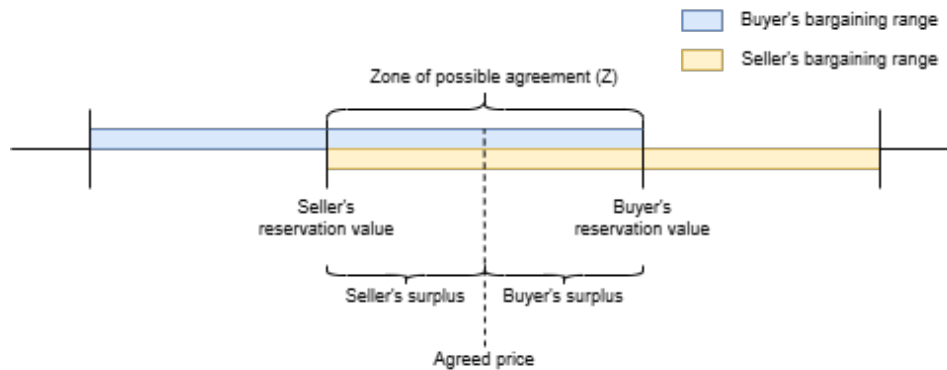 Buyer's bargaining range
Seller's bargaining range
Zone of possible agreement (Z)
Seller's
reservation value
Buyer's
reservation value
Seller's surplus
Buyer's surplus
Agreed price